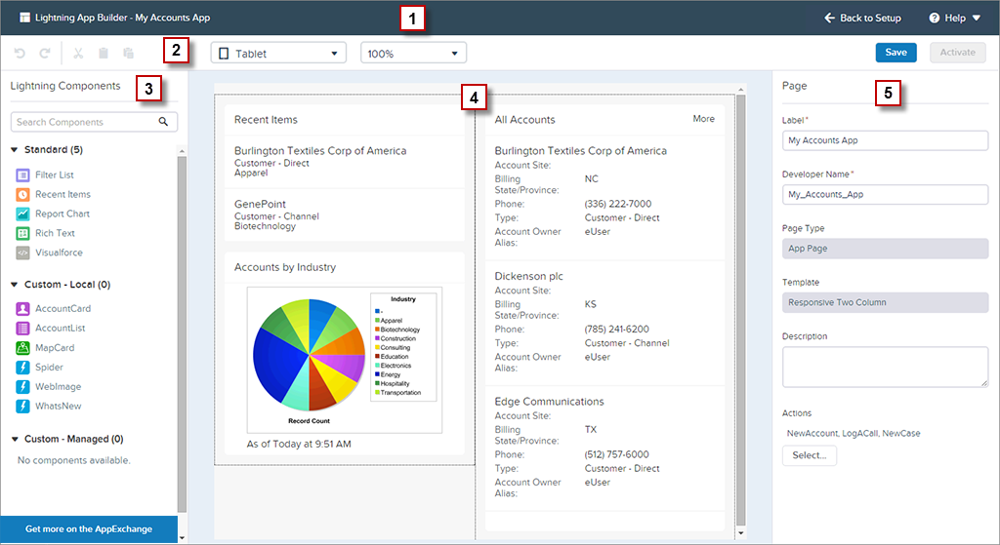 Lightning App Builder - My Accounts App
1
Back to Setup
Help
2
Tablet
100%
Save
Activate
Lightning Components
3
Search Components
Standard (5)
Filter List
Recent Items
Report Chart
Rich Text
Visualforce
Custom - Local (0)
AccountCard
AccountList
MapCard
Spider
WebImage
WhatsNew
Custom - Managed (0)
No components available.
Get more on the AppExchange
4
Recent Items
Burlington Textiles Corp of America
Customer - Direct
Apparel
GenePoint
Customer - Channel
Biotechnology
Accounts by Industry
Industry
-
Apparel
Biotechnology
Construction
Consulting
Education
Electronics
Energy
Hospitality
Transportation
Record Count
As of Today at 9:51 AM
All Accounts
More
Burlington Textiles Corp of America
Account Site:
Billing State/Province: NC
Phone: (336) 222-7000
Type: Customer - Direct
Account Owner Alias: eUser
Dickenson plc
Account Site:
Billing State/Province: KS
Phone: (785) 241-6200
Type: Customer - Channel
Account Owner Alias: eUser
Edge Communications
Account Site:
Billing State/Province: TX
Phone: (512) 757-6000
Type: Customer - Direct
Account Owner Alias: eUser
Page
5
Label*
My Accounts App
Developer Name*
My_Accounts_App
Page Type
App Page
Template
Responsive Two Column
Description
Actions
NewAccount, LogACall, NewCase
Select...